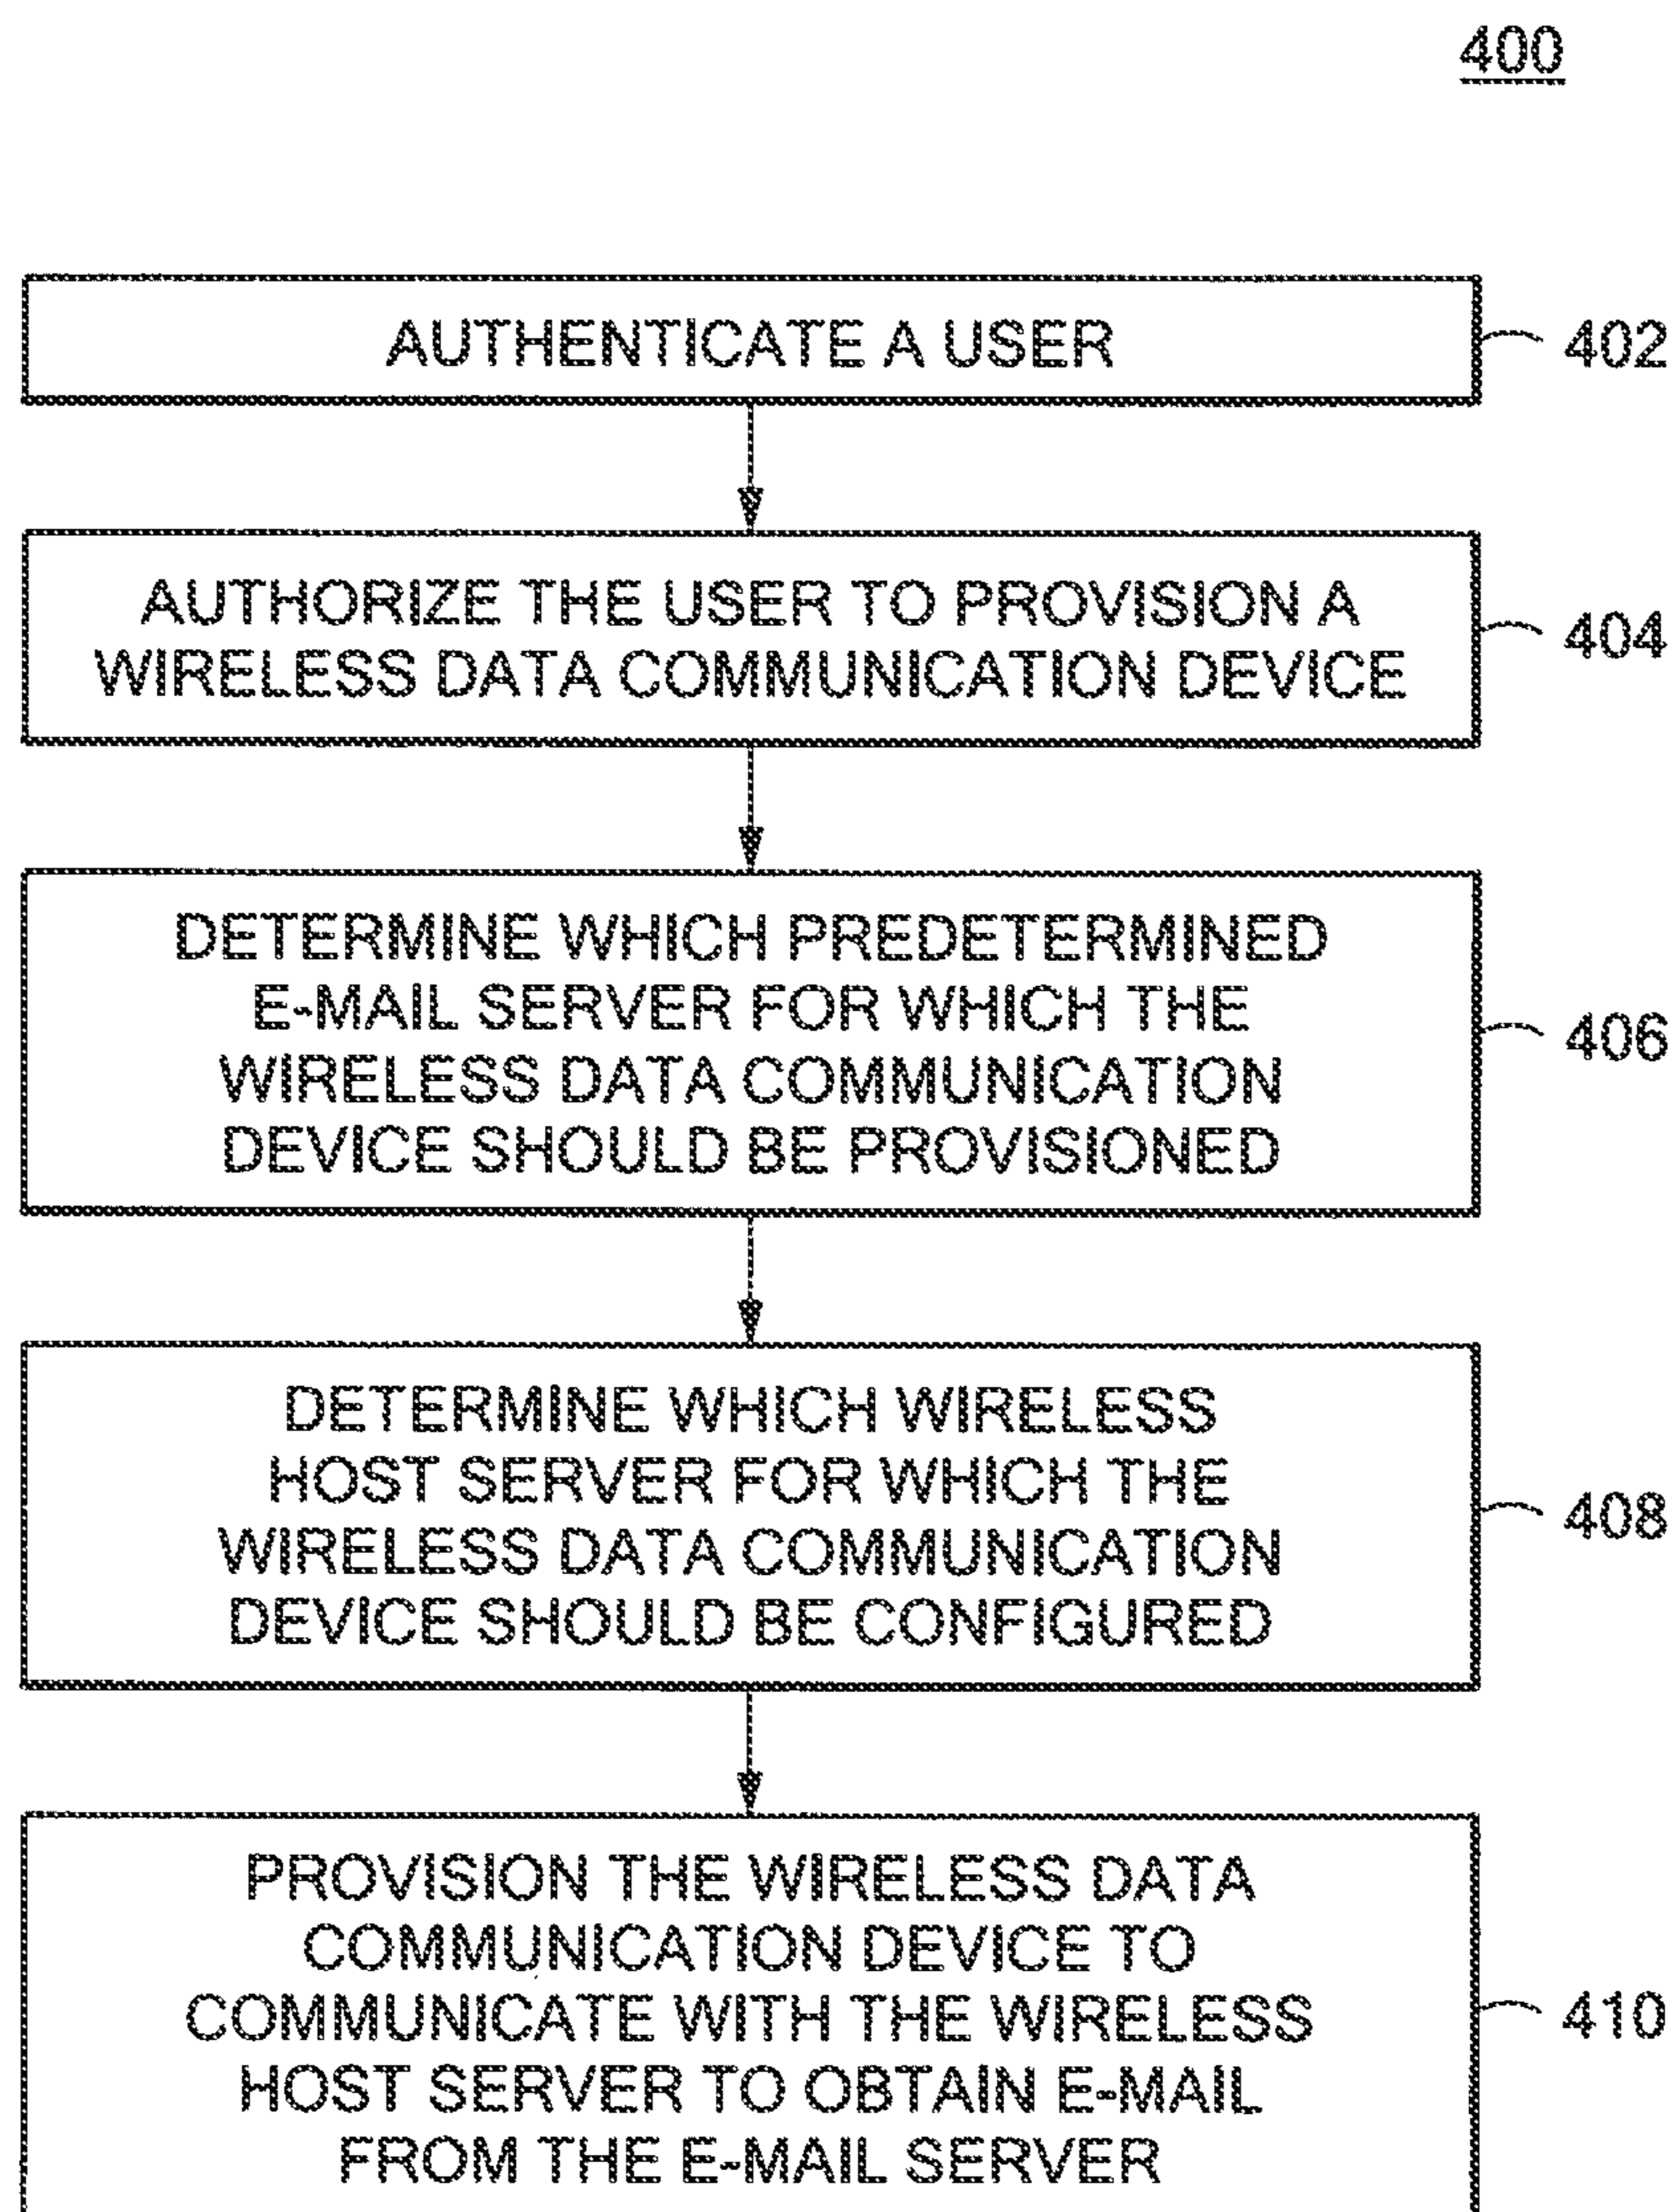 400
AUTHENTICATE A USER
402
AUTHORIZE THE USER TO PROVISION A
WIRELESS DATA COMMUNICATION DEVICE
404
DETERMINE WHICH PREDETERMINED
E-MAIL SERVER FOR WHICH THE
WIRELESS DATA COMMUNICATION
DEVICE SHOULD BE PROVISIONED
406
DETERMINE WHICH WIRELESS
HOST SERVER FOR WHICH THE
WIRELESS DATA COMMUNICATION
DEVICE SHOULD BE CONFIGURED
408
PROVISION THE WIRELESS DATA
COMMUNICATION DEVICE TO
COMMUNICATE WITH THE WIRELESS
HOST SERVER TO OBTAIN E-MAIL
FROM THE E-MAIL SERVER
410